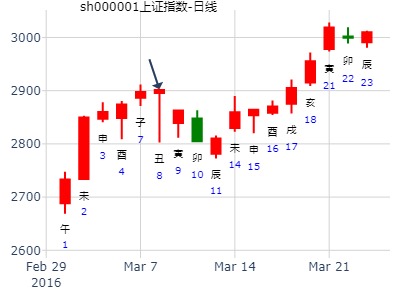 sh000001上证指数-日线
3000
2900
2800
2700
2600
午
1
未
2
申
3
酉
4
子
7
丑
8
寅
9
卯
10
辰
11
未
14
申
15
酉
16
戌
17
亥
18
寅
21
卯
22
辰
23
Feb 29
2016
Mar 7
Mar 14
Mar 21